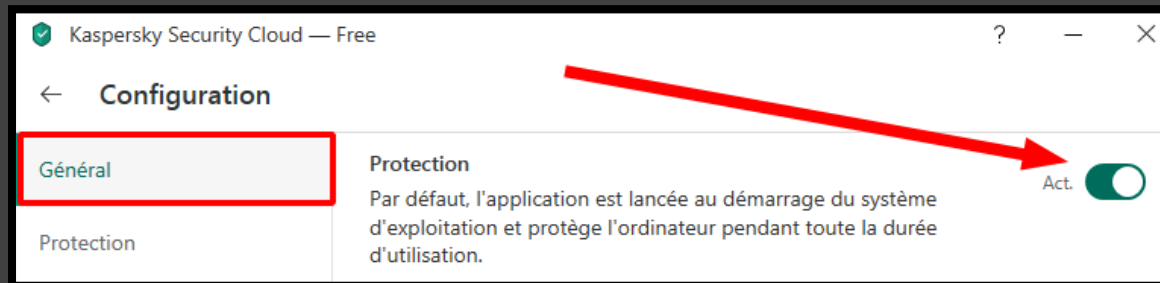 Kaspersky Security Cloud — Free
?
Configuration
Général
Protection
Protection
Par défaut, l'application est lancée au démarrage du système
d'exploitation et protège l'ordinateur pendant toute la durée
d'utilisation.
Act.